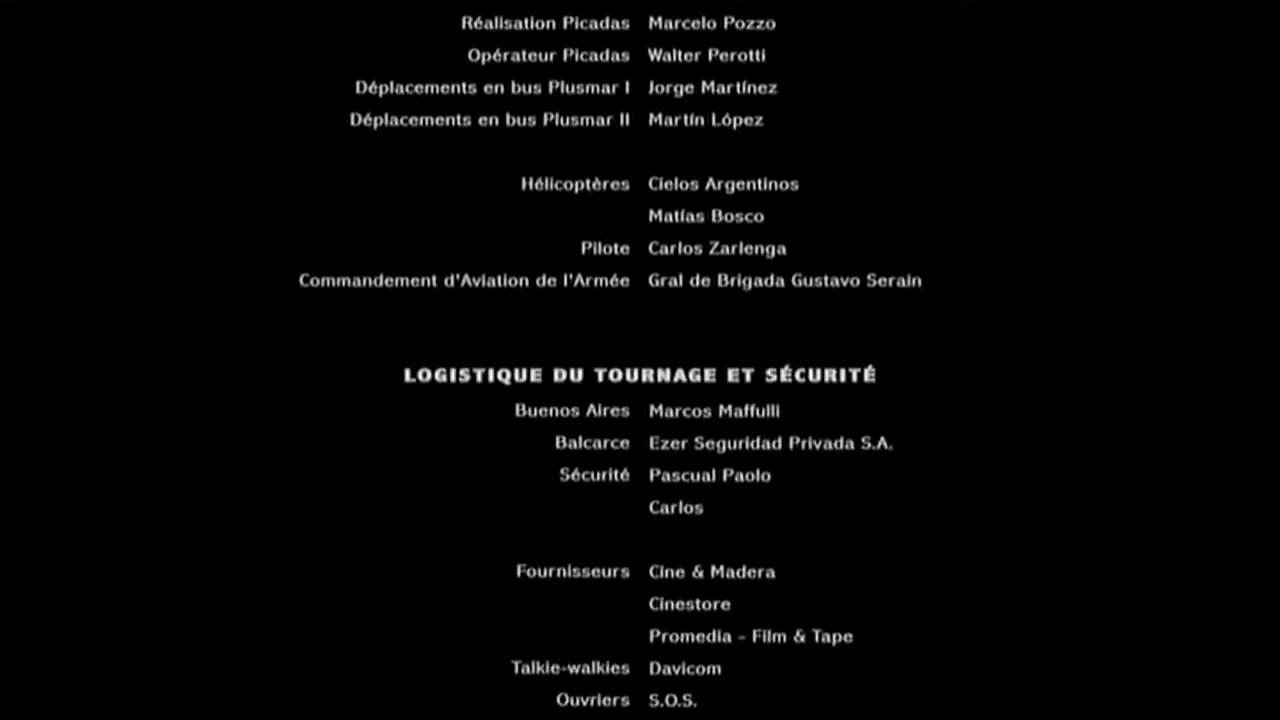 Réalisation Picadas Marcelo Pozzo
Opérateur Picadas Walter Perotti
Déplacements en bus Plusmar I Jorge Martínez
Déplacements en bus Plusmar II Martín López
Hélicoptères Cielos Argentinos
Matías Bosco
Pilote Carlos Zarlenga
Commandement d'Aviation de l'Armée Gral de Brigada Gustavo Serain
LOGISTIQUE DU TOURNAGE ET SÉCURITÉ
Buenos Aires Marcos Maffulli
Balcarce Ezer Seguridad Privada S.A.
Sécurité Pascual Paolo
Carlos
Fournisseurs Cine & Madera
Cinestore
Promedia - Film & Tape
Talkie-walkies Davicom
Ouvriers S.O.S.